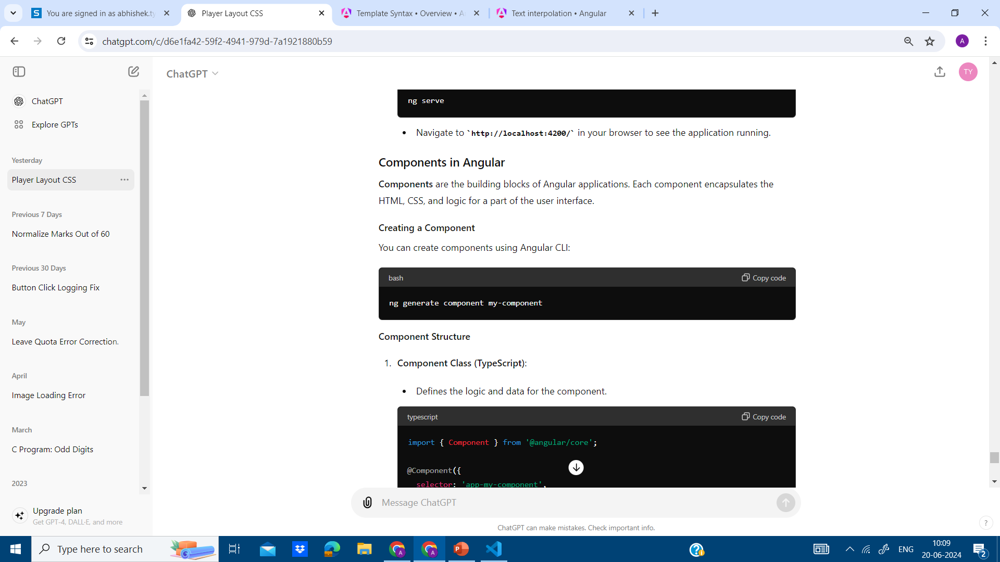 You are signed in as abhishek.ty
Player Layout CSS
Template Syntax • Overview • A
Text interpolation • Angular
chatgpt.com/c/d6e1fa42-59f2-4941-979d-7a1921880b59
A
ChatGPT
TY
ChatGPT
Explore GPTs
Yesterday
Player Layout CSS
Previous 7 Days
Normalize Marks Out of 60
Previous 30 Days
Button Click Logging Fix
May
Leave Quota Error Correction.
April
Image Loading Error
March
C Program: Odd Digits
2023
Upgrade plan
Get GPT-4, DALL·E, and more
ng serve
• Navigate to `http://localhost:4200/` in your browser to see the application running.
Components in Angular
Components are the building blocks of Angular applications. Each component encapsulates the
HTML, CSS, and logic for a part of the user interface.
Creating a Component
You can create components using Angular CLI:
bash
Copy code
ng generate component my-component
Component Structure
1. Component Class (TypeScript):
• Defines the logic and data for the component.
typescript
Copy code
import { Component } from '@angular/core';
@Component({
selector: 'app-my-component',
Message ChatGPT
ChatGPT can make mistakes. Check important info.
?
Type here to search
ENG
10:09
20-06-2024
2